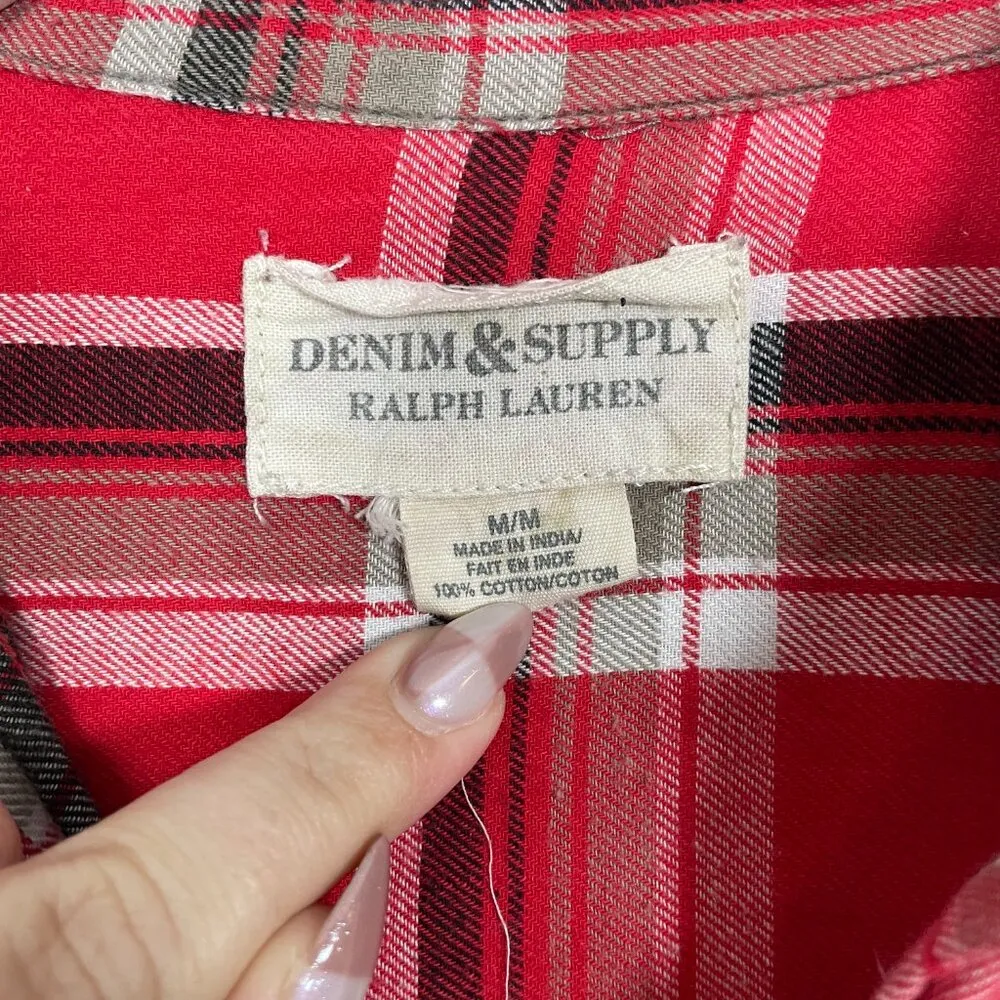 DENIM & SUPPLY
RALPH LAUREN
M/M
MADE IN INDIA/
FAIT EN INDE
100% COTTON/COTON